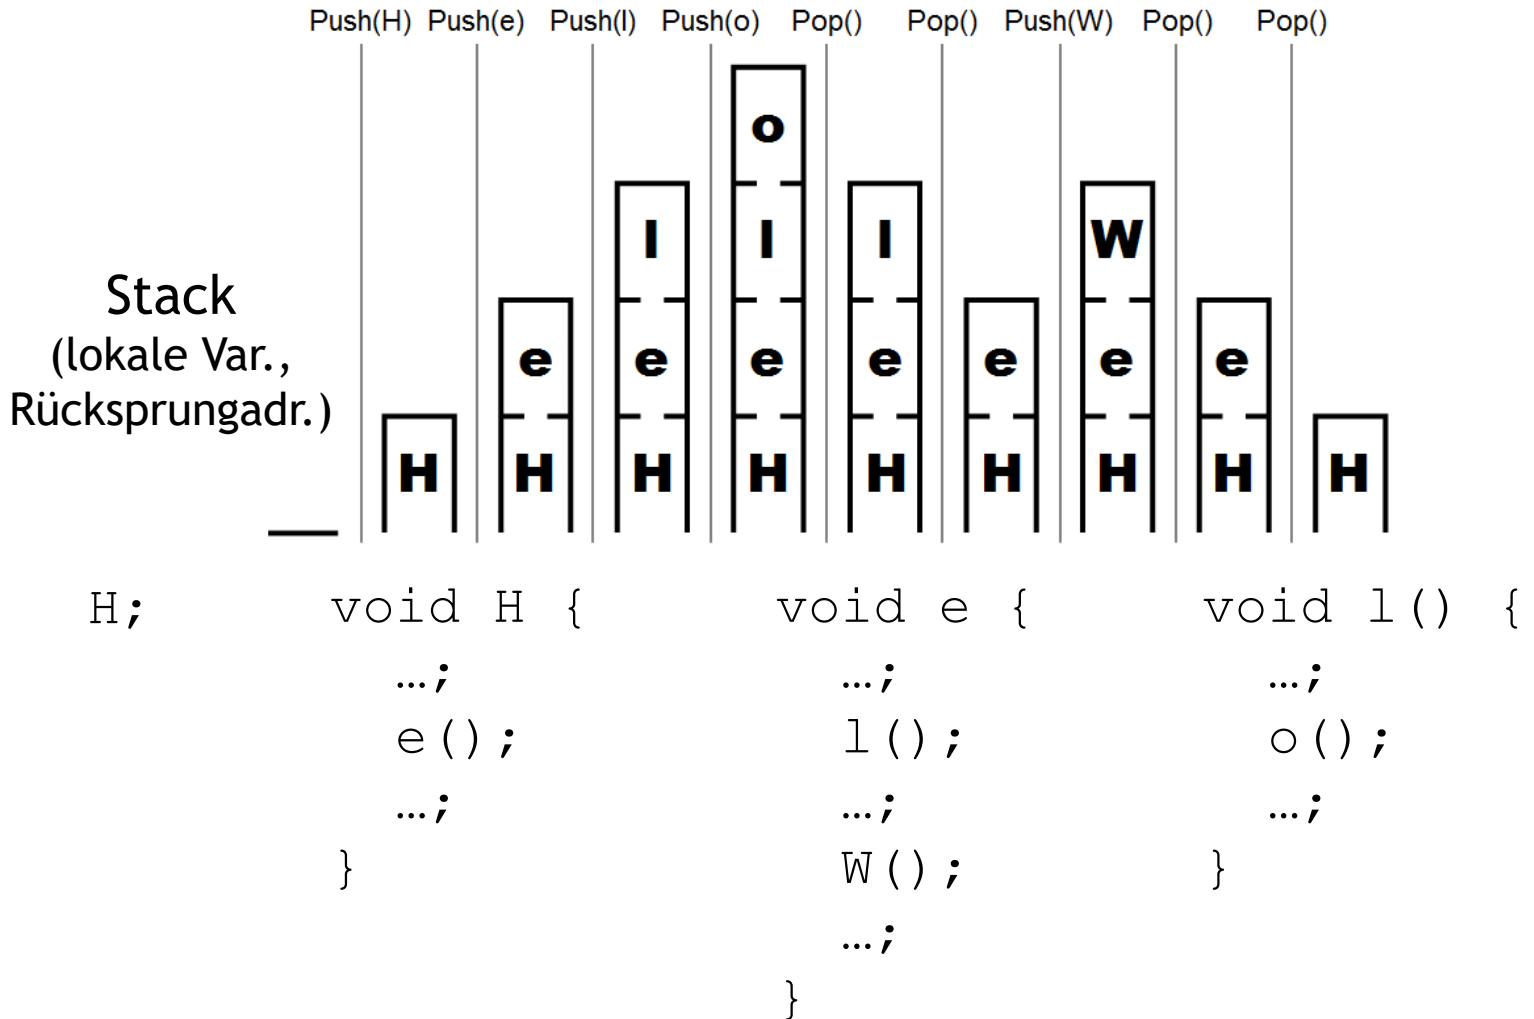 Push(H) Push(e) Push(l) Push(o) Pop() Pop() Push(W) Pop() Pop()
o
l l l W
Stack
(lokale Var.,
Rücksprungadr.)
e e e e e e e
H H H H H H H H H
H; void H { void e { void l() {
…; …; …;
e(); l(); o();
…; …; …;
} W(); }
…;
}